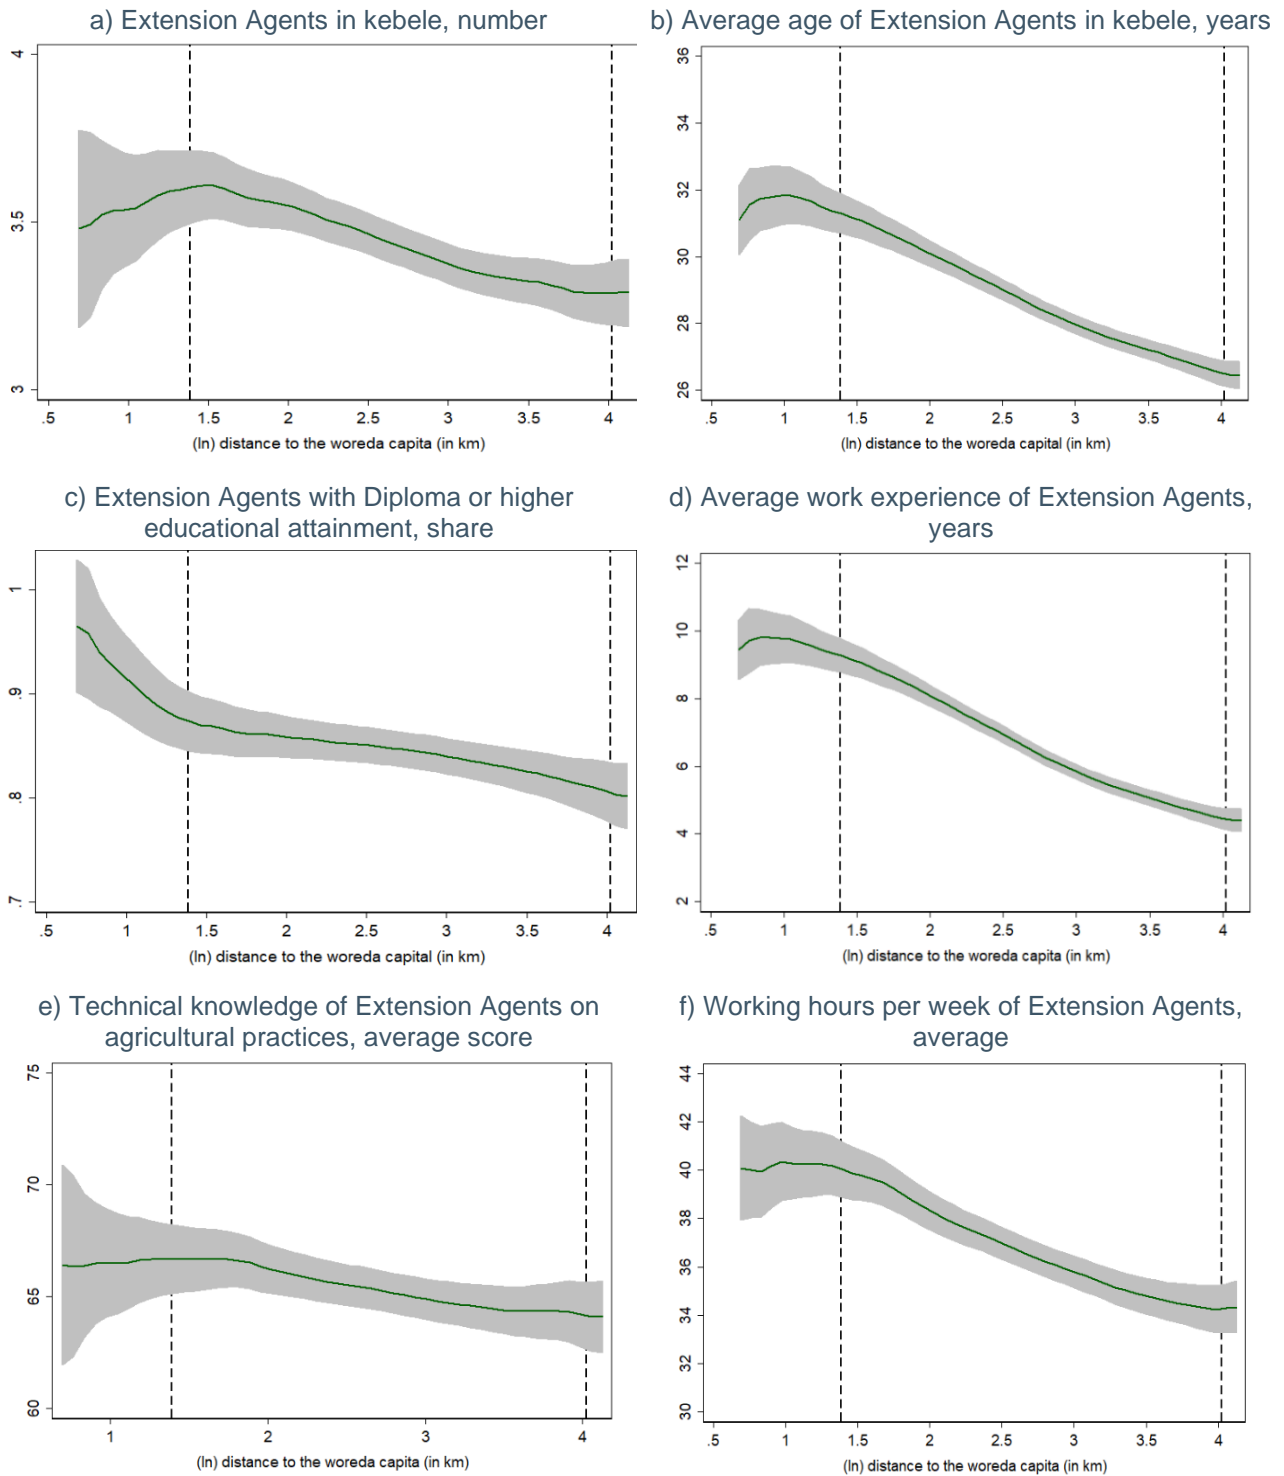 a) Extension Agents in kebele, number
4
3.5
3
.5 1 1.5 2 2.5 3 3.5 4
(ln) distance to the woreda capita (in km)
b) Average age of Extension Agents in kebele, years
36
34
32
30
28
26
.5 1 1.5 2 2.5 3 3.5 4
(ln) distance to the woreda capital (in km)
c) Extension Agents with Diploma or higher
educational attainment, share
1
.9
.8
.7
.5 1 1.5 2 2.5 3 3.5 4
(ln) distance to the woreda capital (in km)
d) Average work experience of Extension Agents,
years
12
10
8
6
4
2
.5 1 1.5 2 2.5 3 3.5 4
(ln) distance to the woreda capital (in km)
e) Technical knowledge of Extension Agents on
agricultural practices, average score
75
70
65
60
1 2 3 4
(ln) distance to the woreda capital (in km)
f) Working hours per week of Extension Agents,
average
44
42
40
38
36
34
32
30
.5 1 1.5 2 2.5 3 3.5 4
(ln) distance to the woreda capital (in km)